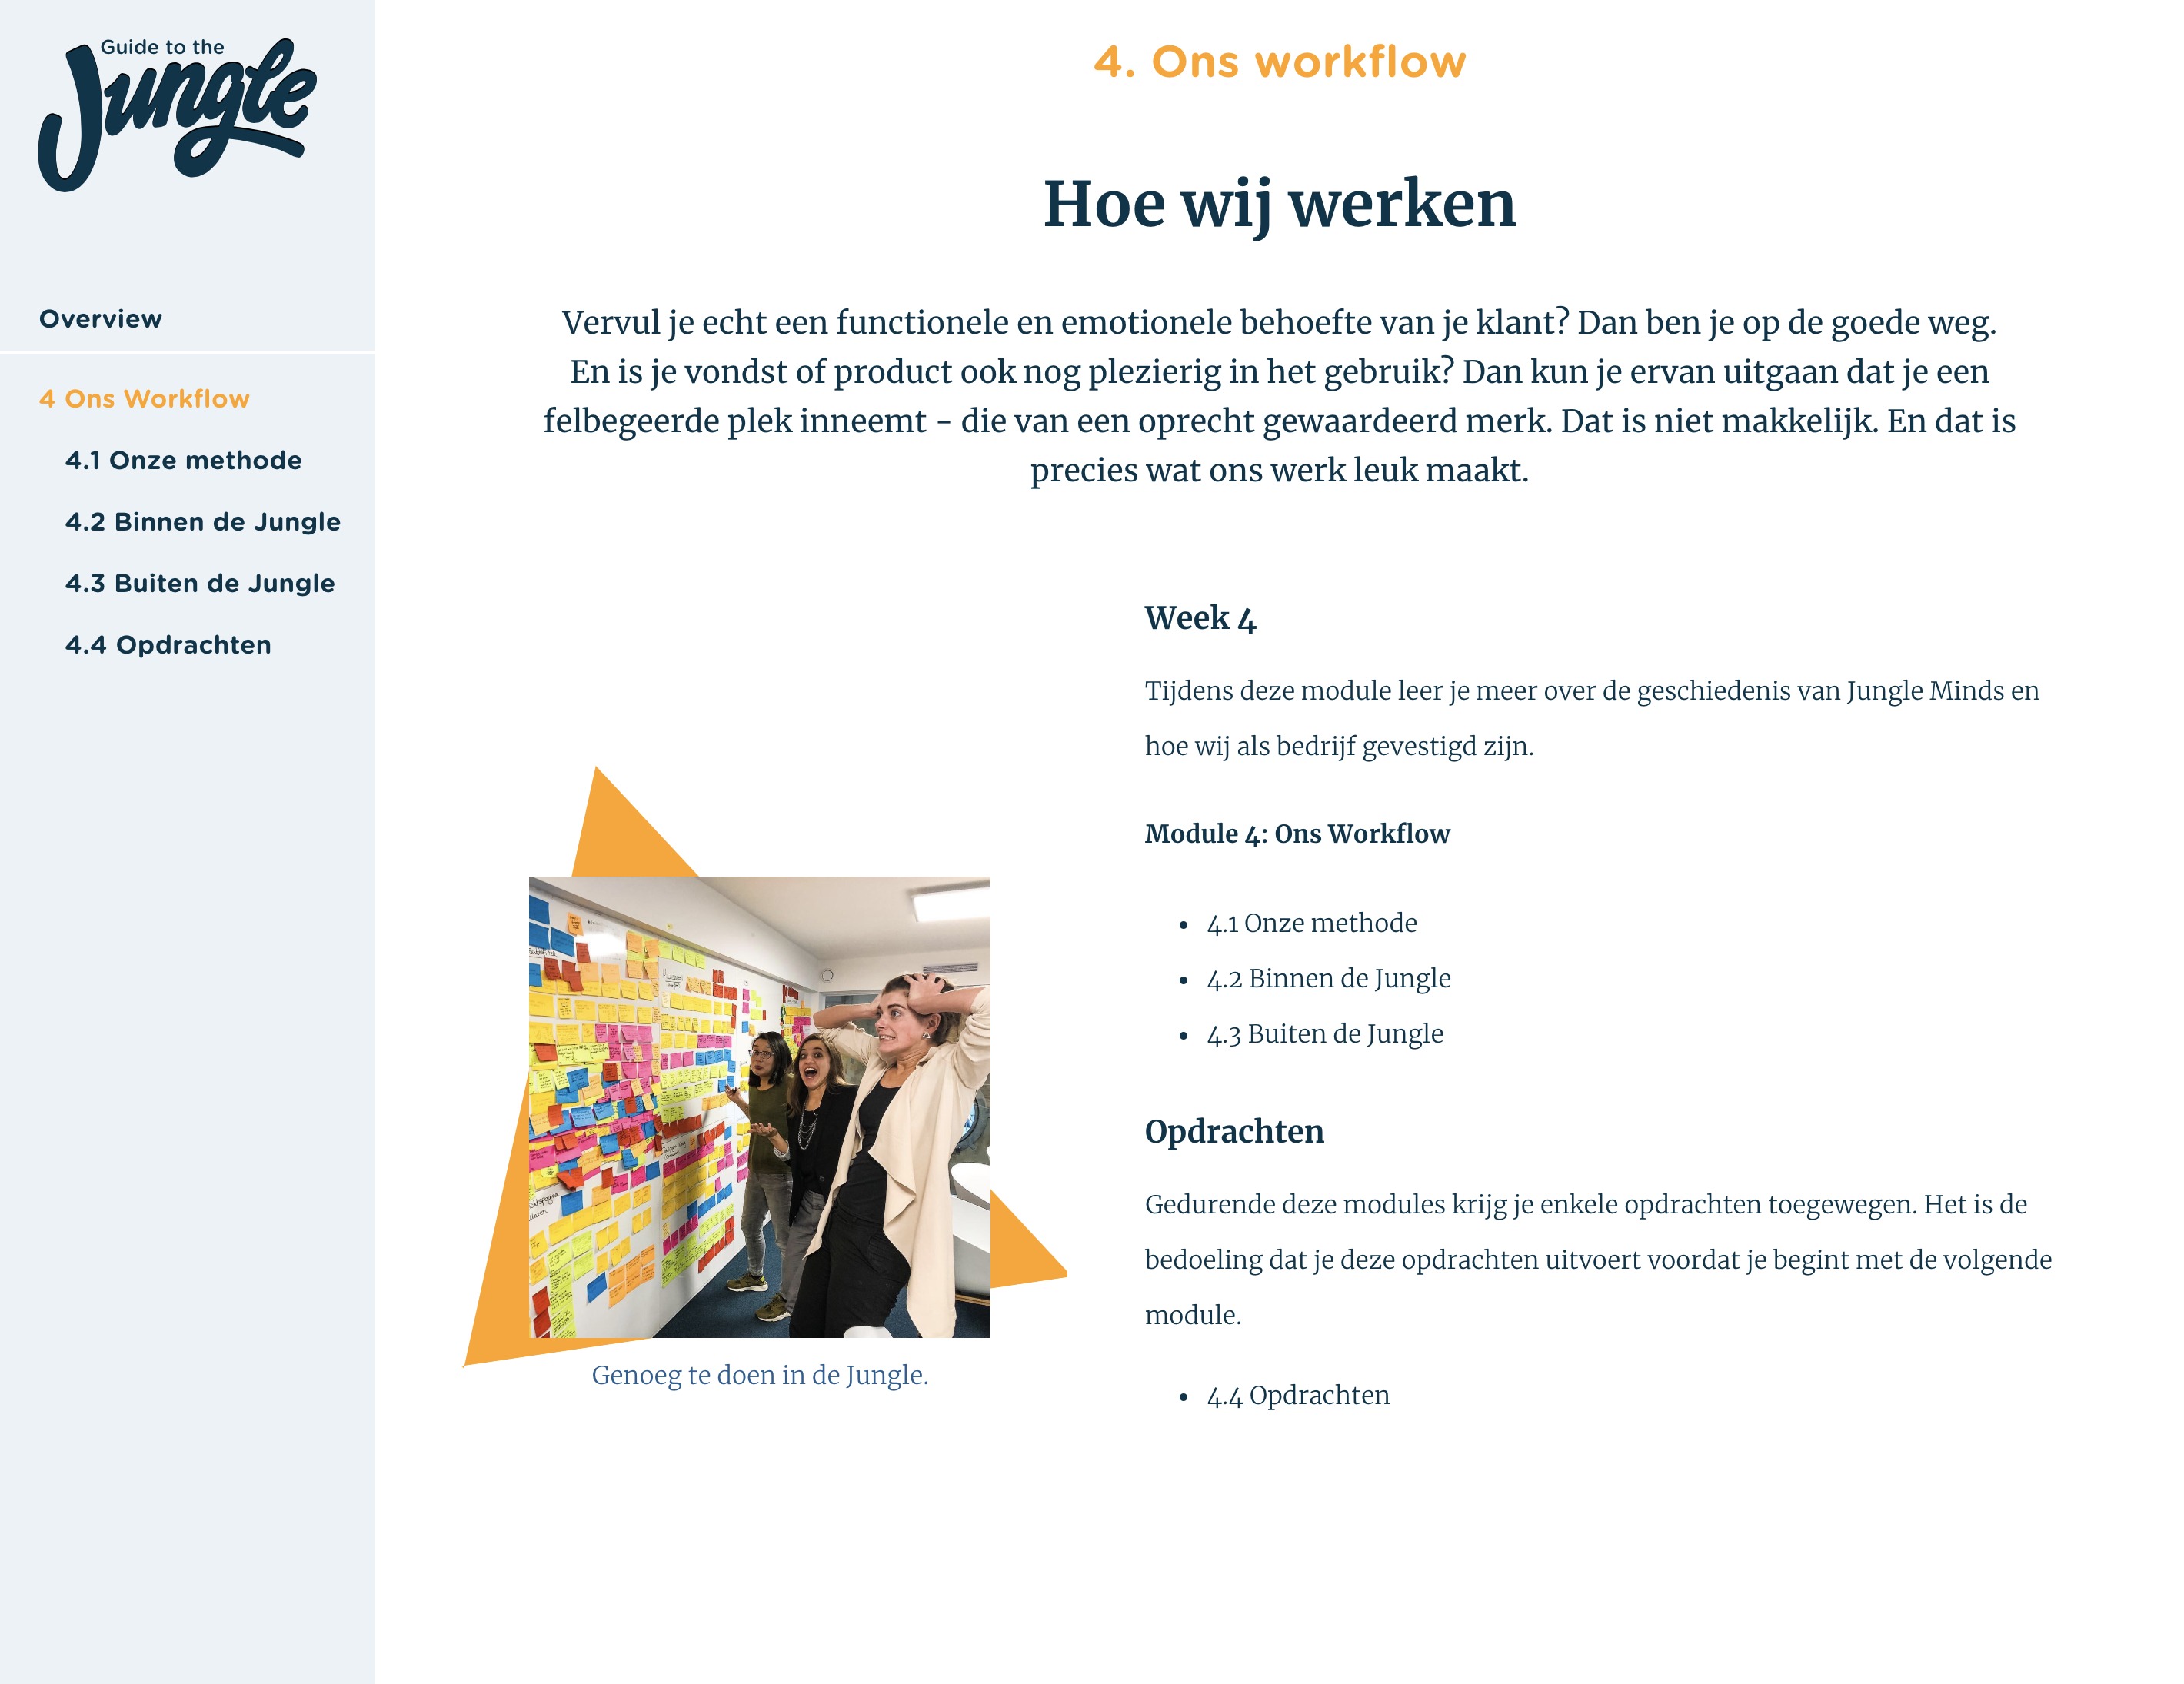 Guide to the
Jungle
Overview
4 Ons Workflow
4.1 Onze methode
4.2 Binnen de Jungle
4.3 Buiten de Jungle
4.4 Opdrachten
4. Ons workflow
Hoe wij werken
Vervul je echt een functionele en emotionele behoefte van je klant? Dan ben je op de goede weg.
En is je vondst of product ook nog plezierig in het gebruik? Dan kun je ervan uitgaan dat je een
felbegeerde plek inneemt - die van een oprecht gewaardeerd merk. Dat is niet makkelijk. En dat is
precies wat ons werk leuk maakt.
Genoeg te doen in de Jungle.
Week 4
Tijdens deze module leer je meer over de geschiedenis van Jungle Minds en
hoe wij als bedrijf gevestigd zijn.
Module 4: Ons Workflow
• 4.1 Onze methode
• 4.2 Binnen de Jungle
• 4.3 Buiten de Jungle
Opdrachten
Gedurende deze modules krijg je enkele opdrachten toegewegen. Het is de
bedoeling dat je deze opdrachten uitvoert voordat je begint met de volgende
module.
• 4.4 Opdrachten